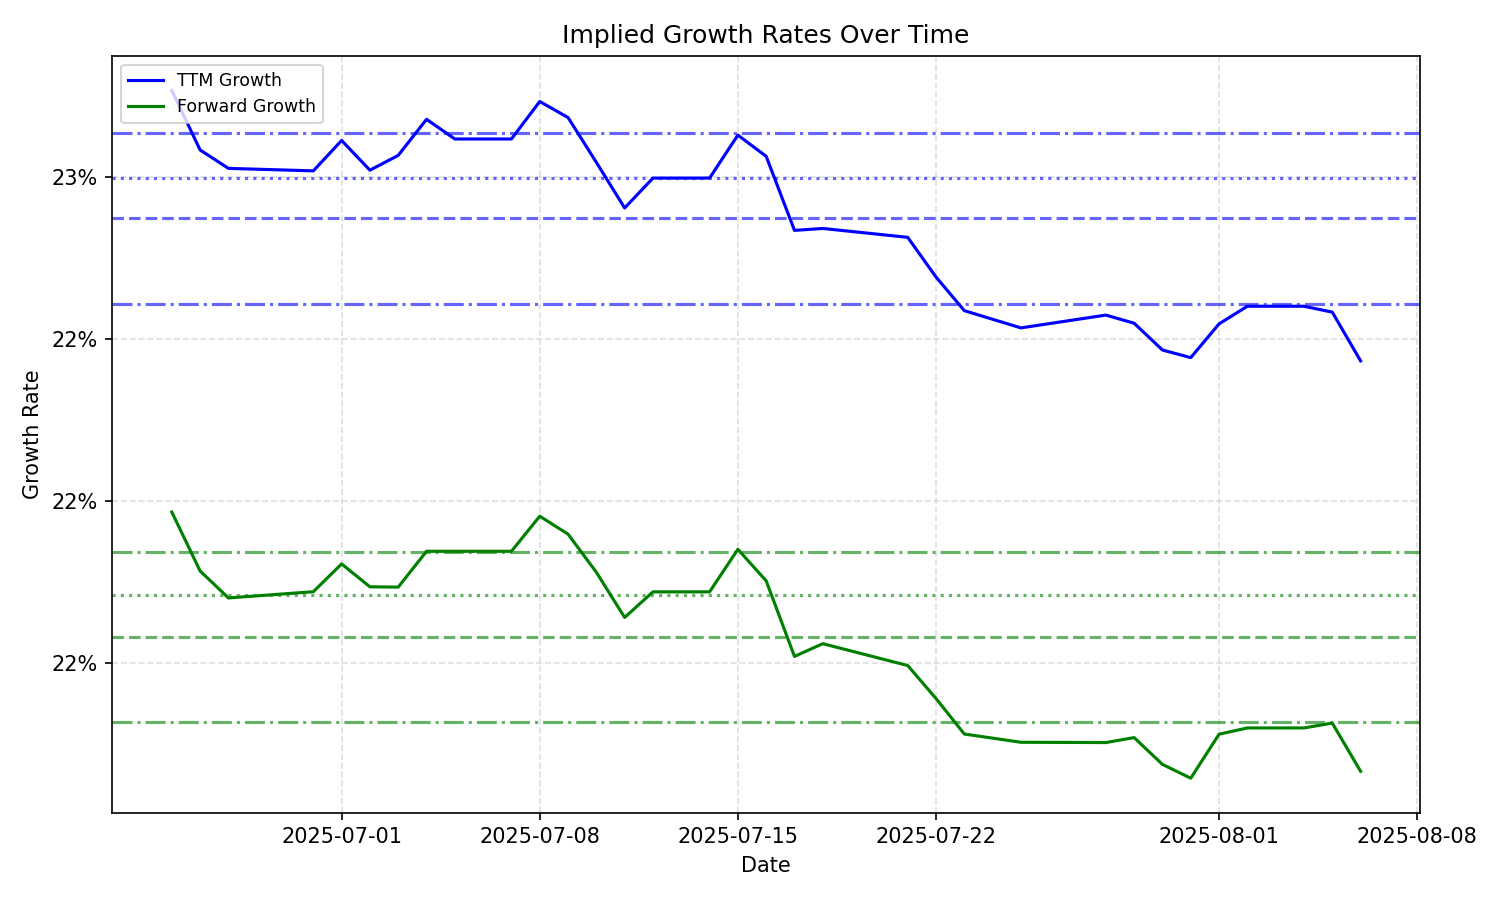 Implied Growth Rates Over Time
TTM Growth
Forward Growth
23%
22%
22%
22%
Growth Rate
2025-07-01
2025-07-08
2025-07-15
2025-07-22
2025-08-01
2025-08-08
Date